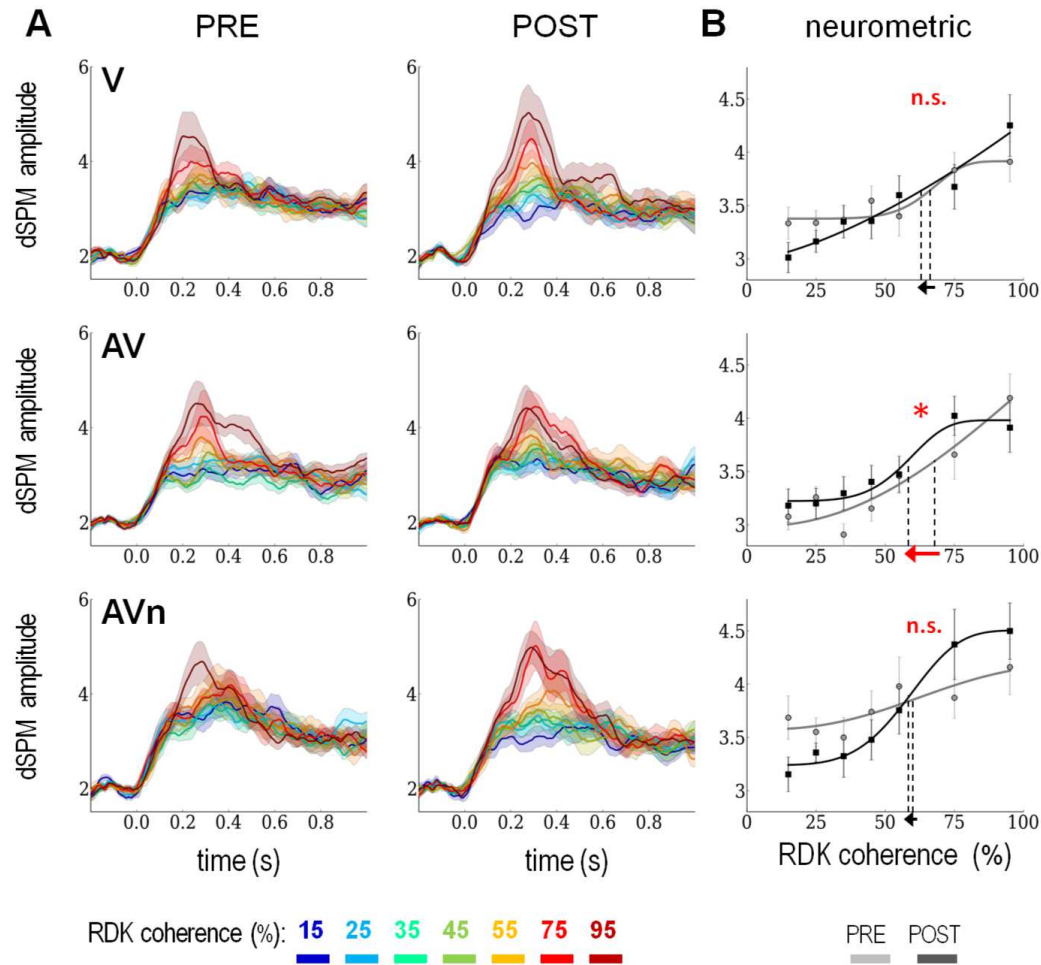 A PRE POST B neurometric
V
dSPM amplitude
6
4
2
0.0 0.2 0.4 0.6 0.8
6
4
2
0.0 0.2 0.4 0.6 0.8
n.s.
4.5
4
3.5
3
0 25 50 75 100
AV
dSPM amplitude
6
4
2
0.0 0.2 0.4 0.6 0.8
6
4
2
0.0 0.2 0.4 0.6 0.8
*
4.5
4
3.5
3
0 25 50 75 100
AVn
dSPM amplitude
6
4
2
0.0 0.2 0.4 0.6 0.8
time (s)
6
4
2
0.0 0.2 0.4 0.6 0.8
time (s)
n.s.
4.5
4
3.5
3
0 25 50 75 100
RDK coherence (%)
RDK coherence (%): 15 25 35 45 55 75 95
PRE POST